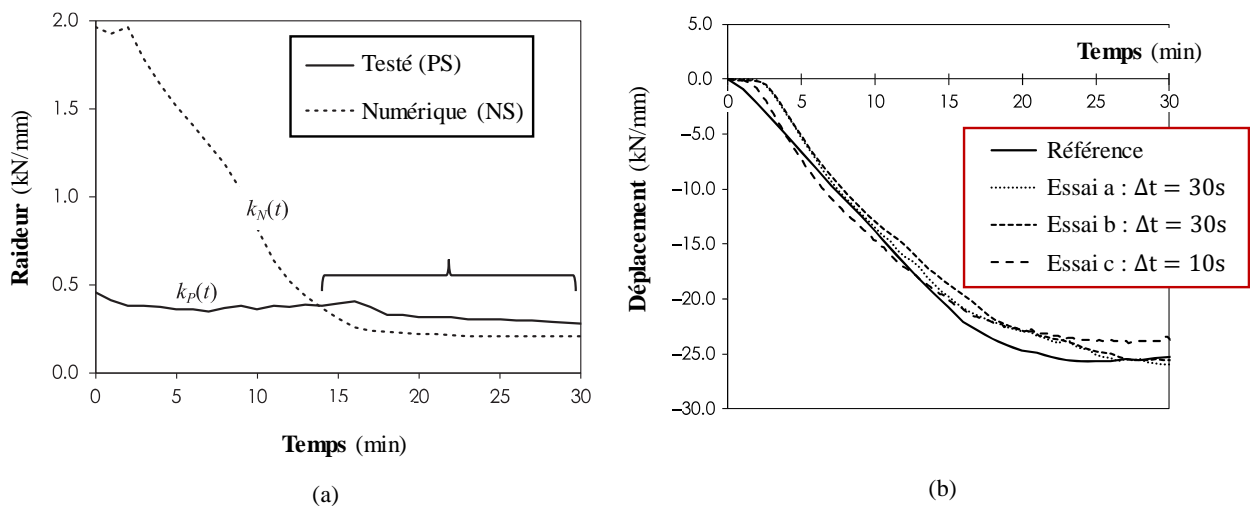 2.0
1.5
1.0
0.5
0.0
Raideur (kN/mm)
Testé (PS)
Numérique (NS)
k_N(t)
k_P(t)
0 5 10 15 20 25 30
Temps (min)
(a)
5.0
0.0
−5.0
−10.0
−15.0
−20.0
−25.0
−30.0
Déplacement (kN/mm)
Temps (min)
0 5 10 15 20 25 30
Référence
Essai a : Δt = 30s
Essai b : Δt = 30s
Essai c : Δt = 10s
(b)